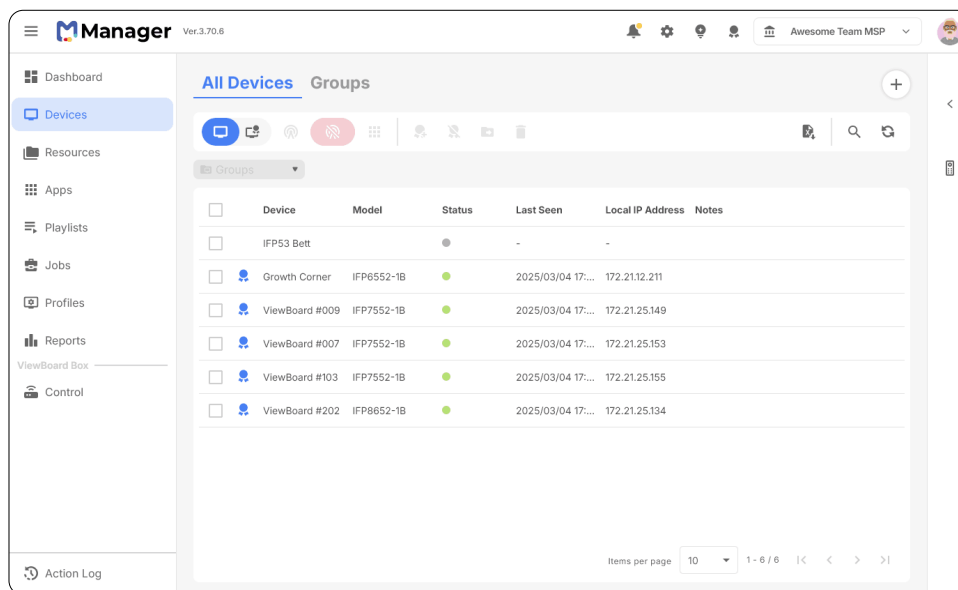 Manager Ver.3.70.6 Awesome Team MSP
Dashboard
Devices
Resources
Apps
Playlists
Jobs
Profiles
Reports
ViewBoard Box
Control
Action Log
All Devices Groups
Groups
Device Model Status Last Seen Local IP Address Notes
IFP53 Bett - -
Growth Corner IFP6552-1B 2025/03/04 17:... 172.21.12.211
ViewBoard #009 IFP7552-1B 2025/03/04 17:... 172.21.25.149
ViewBoard #007 IFP7552-1B 2025/03/04 17:... 172.21.25.153
ViewBoard #103 IFP7552-1B 2025/03/04 17:... 172.21.25.155
ViewBoard #202 IFP8652-1B 2025/03/04 17:... 172.21.25.134
Items per page 10 1 - 6 / 6